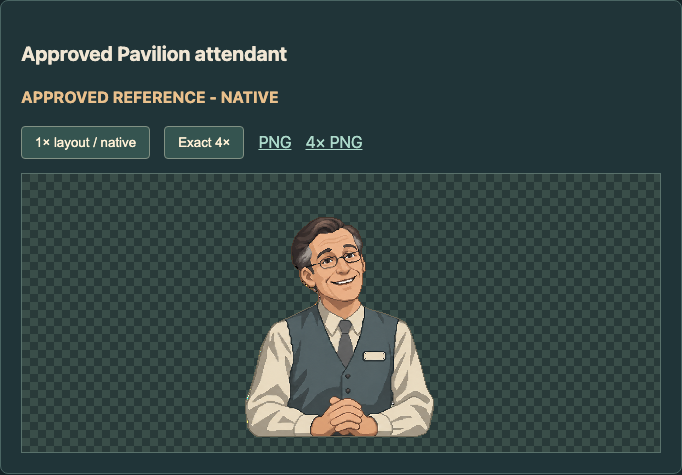 Approved Pavilion attendant
APPROVED REFERENCE - NATIVE
1× layout / native Exact 4× PNG 4× PNG